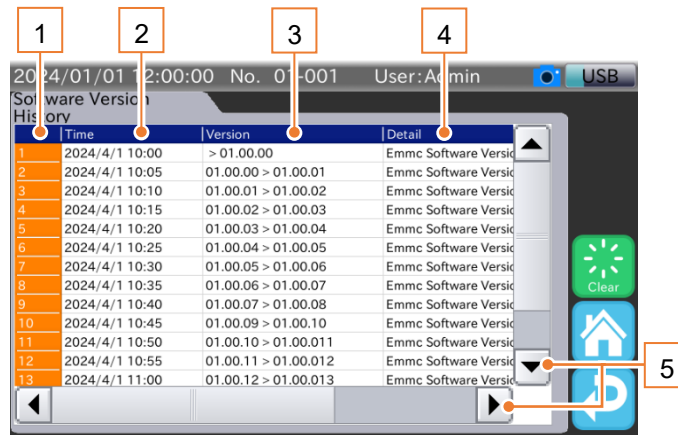 1 2 3 4
2024/01/01 12:00:00 No. 01-001 User:Admin USB
Software Version
History
Time Version Detail
1 2024/4/1 10:00 > 01.00.00 Emmc Software Versio
2 2024/4/1 10:05 01.00.00 > 01.00.01 Emmc Software Versio
3 2024/4/1 10:10 01.00.01 > 01.00.02 Emmc Software Versio
4 2024/4/1 10:15 01.00.02 > 01.00.03 Emmc Software Versio
5 2024/4/1 10:20 01.00.03 > 01.00.04 Emmc Software Versio
6 2024/4/1 10:25 01.00.04 > 01.00.05 Emmc Software Versio
7 2024/4/1 10:30 01.00.05 > 01.00.06 Emmc Software Versio
8 2024/4/1 10:35 01.00.06 > 01.00.07 Emmc Software Versio
9 2024/4/1 10:40 01.00.07 > 01.00.08 Emmc Software Versio
10 2024/4/1 10:45 01.00.09 > 01.00.10 Emmc Software Versio
11 2024/4/1 10:50 01.00.10 > 01.00.011 Emmc Software Versio
12 2024/4/1 10:55 01.00.11 > 01.00.012 Emmc Software Versio
13 2024/4/1 11:00 01.00.12 > 01.00.013 Emmc Software Versio
Clear
5